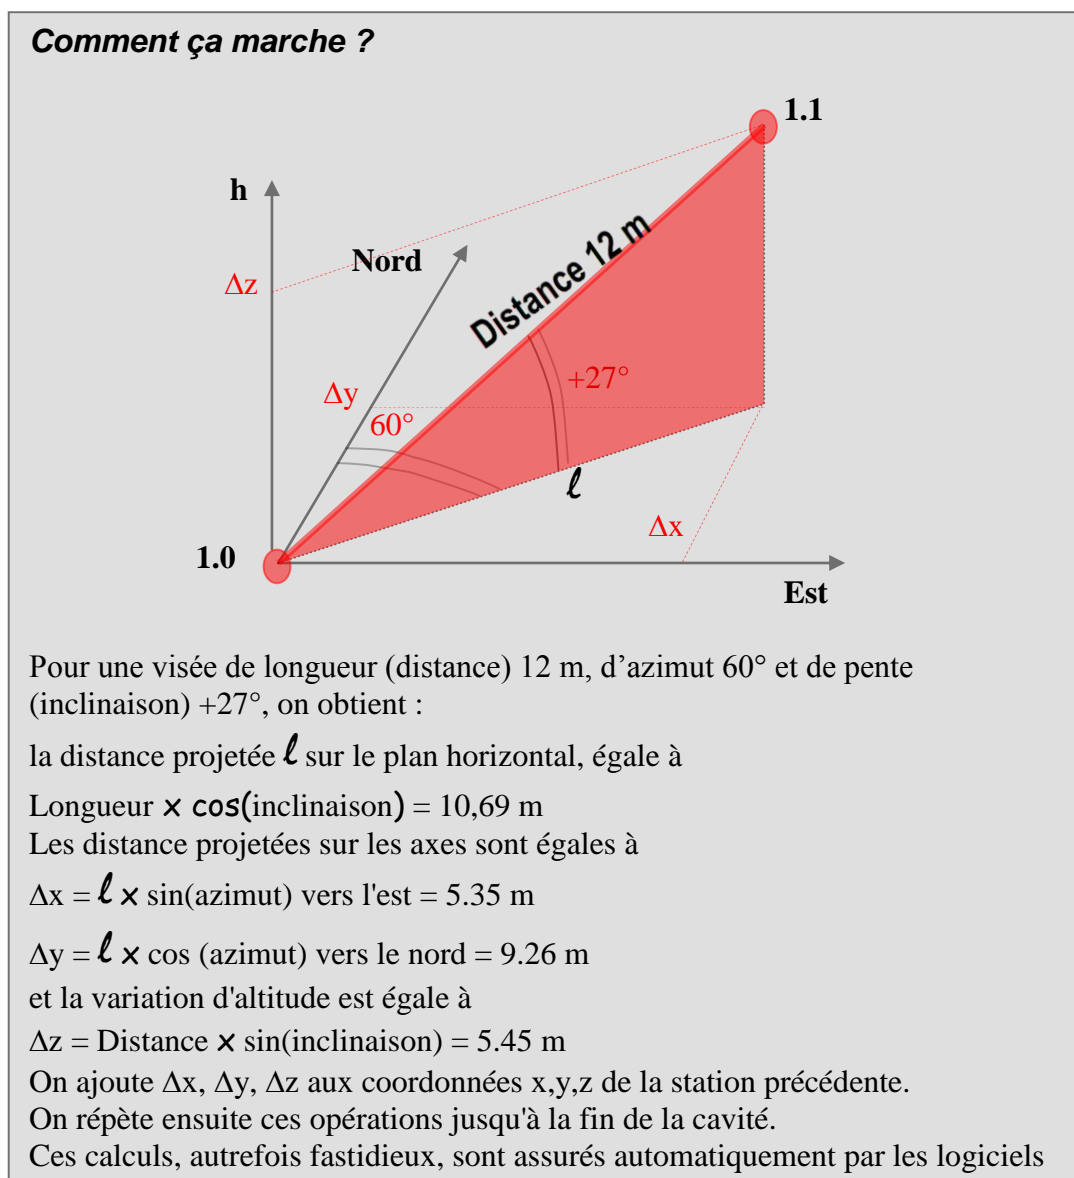 Comment ça marche ?
1.1
h
Nord
Distance 12 m
Δz
+27°
Δy
60°
ℓ
Δx
1.0
Est
Pour une visée de longueur (distance) 12 m, d’azimut 60° et de pente
(inclinaison) +27°, on obtient :
la distance projetée ℓ sur le plan horizontal, égale à
Longueur x cos(inclinaison) = 10,69 m
Les distance projetées sur les axes sont égales à
Δx = ℓ x sin(azimut) vers l'est = 5.35 m
Δy = ℓ x cos (azimut) vers le nord = 9.26 m
et la variation d'altitude est égale à
Δz = Distance x sin(inclinaison) = 5.45 m
On ajoute Δx, Δy, Δz aux coordonnées x,y,z de la station précédente.
On répète ensuite ces opérations jusqu'à la fin de la cavité.
Ces calculs, autrefois fastidieux, sont assurés automatiquement par les logiciels